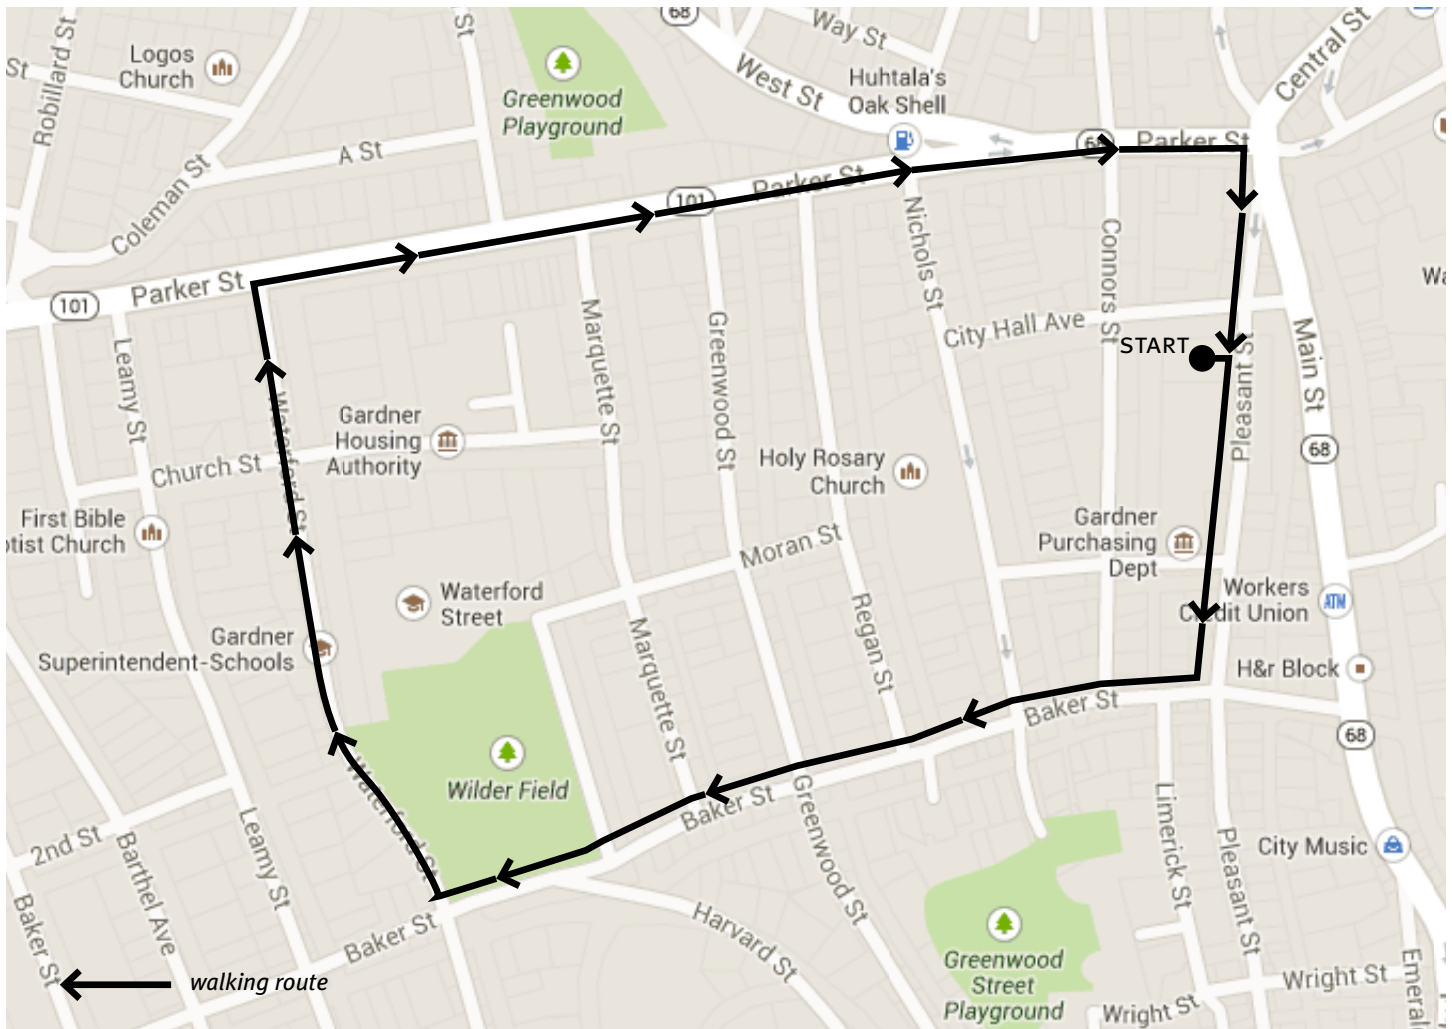 68
St
Way St
Central St
Robillard St
Logos
Church
St
West St
Huhtala's
Oak Shell
Greenwood
Playground
A St
68
Parker St
Coleman St
101
Parker St
Nichols St
Connors St
Parker St
101
City Hall Ave
START
Marquette St
Greenwood St
Leamy St
Main St
Pleasant St
Waterford St
Gardner
Housing
Authority
Church St
68
Holy Rosary
Church
First Bible
ptist Church
Gardner
Purchasing
Dept
Moran St
Waterford
Street
Workers
Credit Union
ATM
Regan St
Gardner
Superintendent-Schools
Marquette St
H&r Block
Baker St
68
Wilder Field
Waterford St
Baker St
Greenwood St
Limerick St
Pleasant St
City Music
2nd St
Barthel Ave
Leamy St
Baker St
Baker St
Harvard St
Greenwood
Street
Playground
Wright St
Wright St
Emeral
walking route